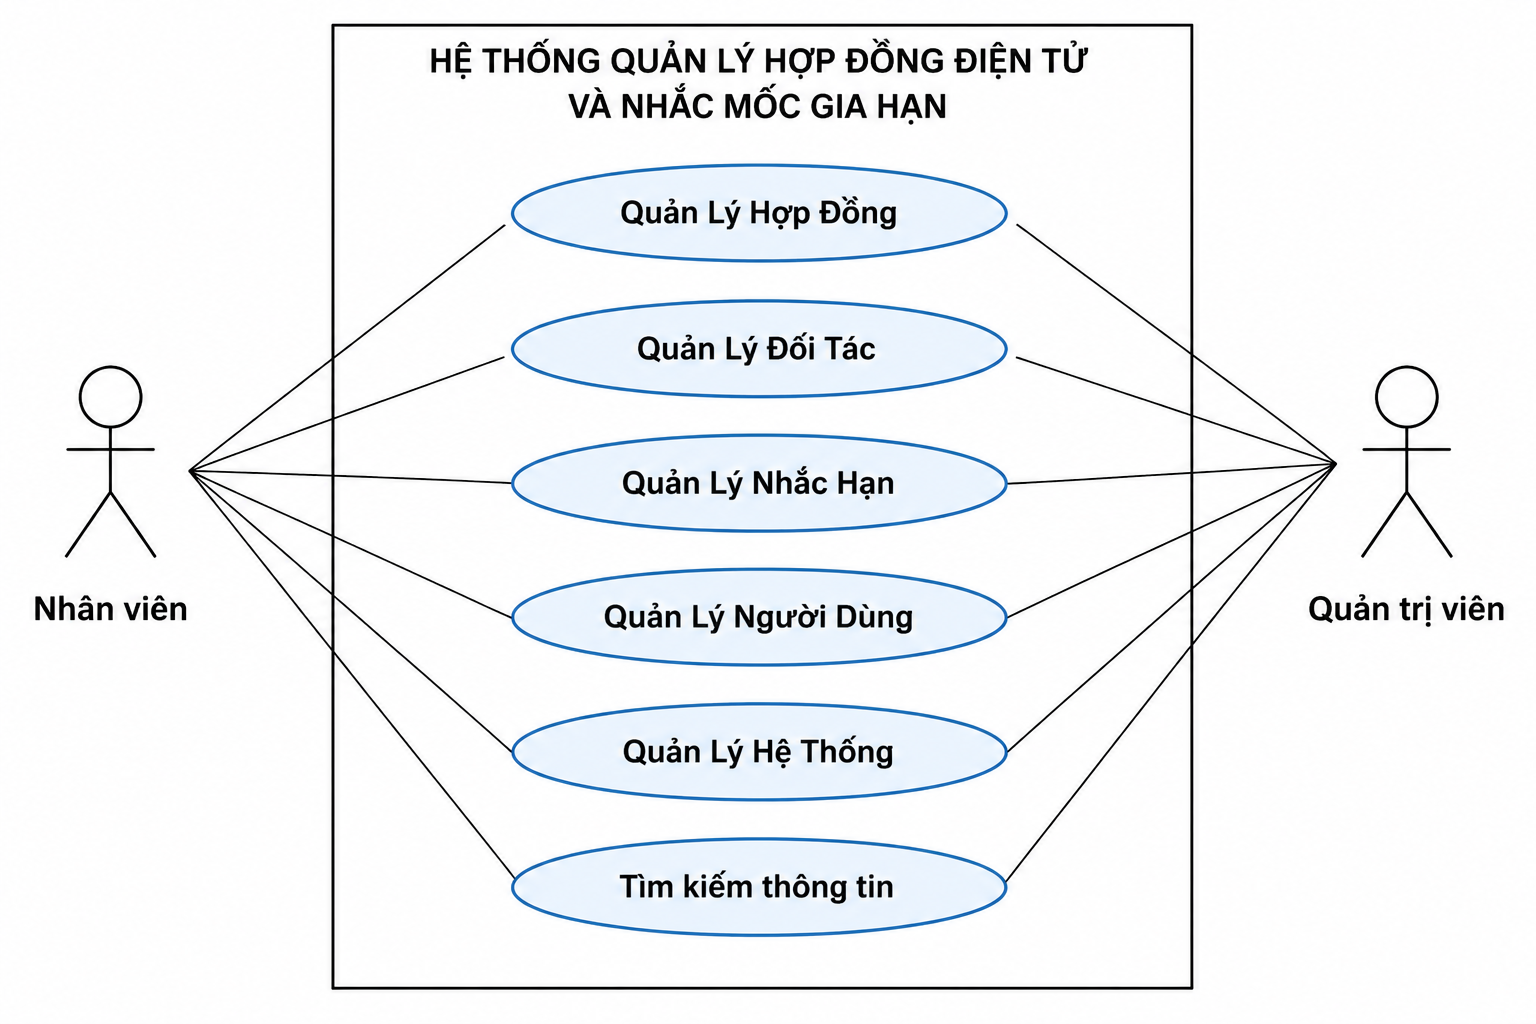 HỆ THỐNG QUẢN LÝ HỢP ĐỒNG ĐIỆN TỬ
VÀ NHẮC MỐC GIA HẠN
Quản Lý Hợp Đồng
Quản Lý Đối Tác
Quản Lý Nhắc Hạn
Quản Lý Người Dùng
Quản Lý Hệ Thống
Tìm kiếm thông tin
Nhân viên
Quản trị viên